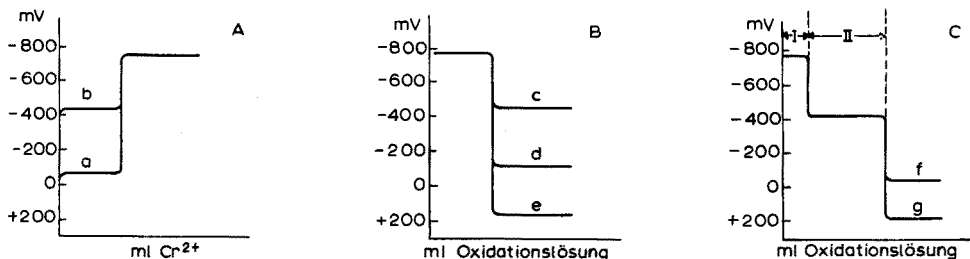 mV
-800
-600
-400
-200
0
+200
A
b
a
ml Cr²⁺
mV
-800
-600
-400
-200
0
+200
B
c
d
e
ml Oxidationslösung
mV
-800
-600
-400
-200
0
+200
I
II
C
f
g
ml Oxidationslösung